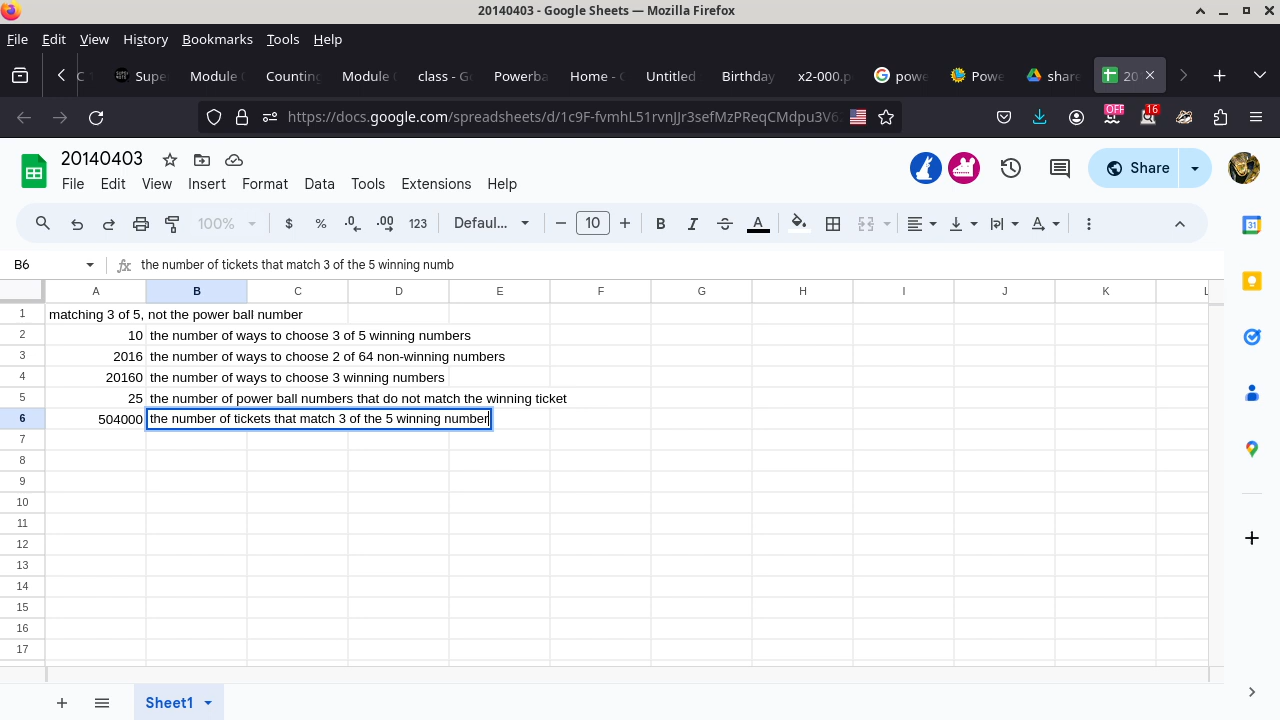 20140403 - Google Sheets — Mozilla Firefox
File Edit View History Bookmarks Tools Help
Supe Module Counting Module class - G Powerba Home - Untitled Birthday x2-000.p powe Powe share 20
https://docs.google.com/spreadsheets/d/1c9F-fvmhL51rvnJJr3sefMzPReqCMdpu3V6
OFF 16
20140403
File Edit View Insert Format Data Tools Extensions Help
Share
100% $ % .0 .00 123 Defaul... 10 B I A
31
B6 fx the number of tickets that match 3 of the 5 winning numb
A B C D E F G H I J K L
1 matching 3 of 5, not the power ball number
2 10 the number of ways to choose 3 of 5 winning numbers
3 2016 the number of ways to choose 2 of 64 non-winning numbers
4 20160 the number of ways to choose 3 winning numbers
5 25 the number of power ball numbers that do not match the winning ticket
6 504000 the number of tickets that match 3 of the 5 winning number
7
8
9
10
11
12
13
14
15
16
17
Sheet1